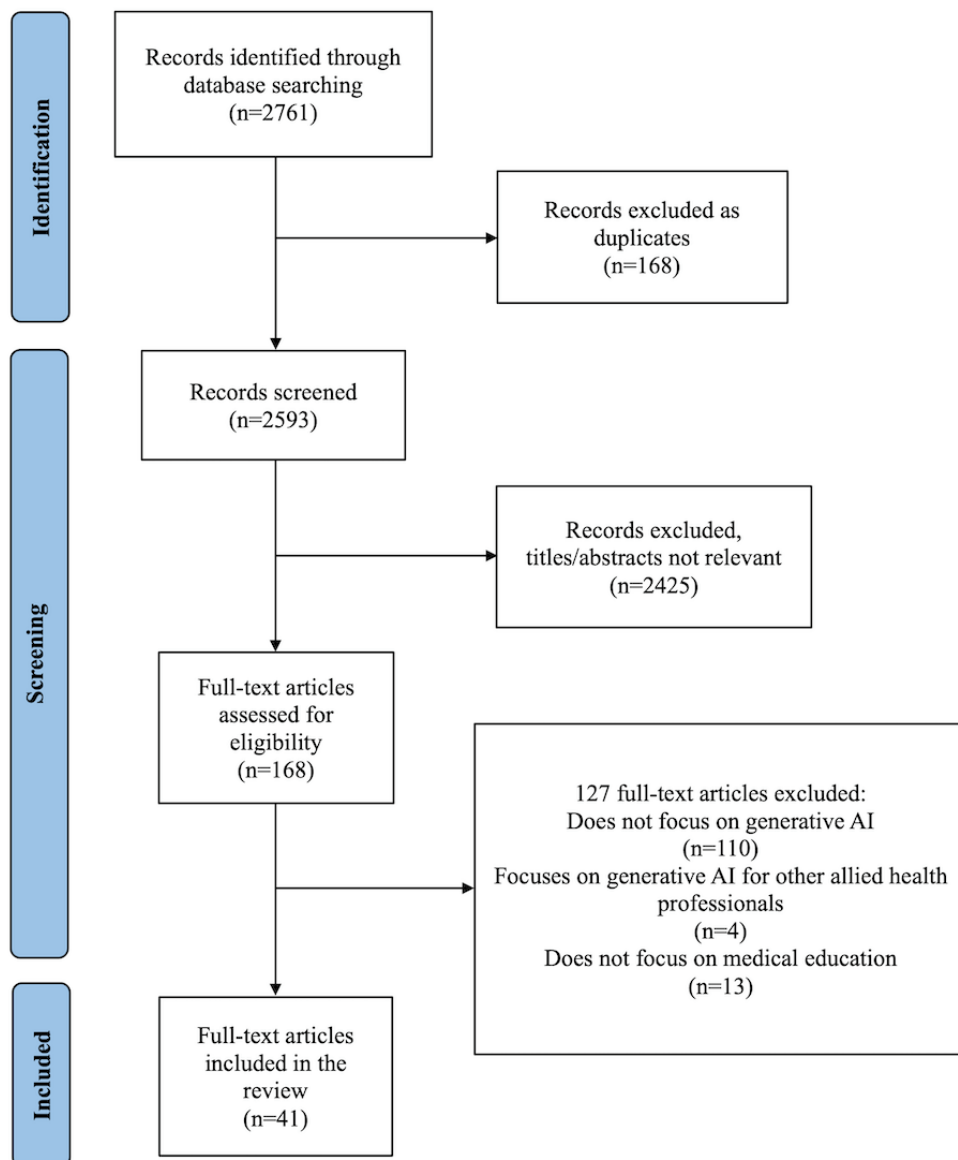 Identification
Records identified through
database searching
(n=2761)
Records excluded as
duplicates
(n=168)
Screening
Records screened
(n=2593)
Records excluded,
titles/abstracts not relevant
(n=2425)
Full-text articles
assessed for
eligibility
(n=168)
127 full-text articles excluded:
Does not focus on generative AI
(n=110)
Focuses on generative AI for other allied health
professionals
(n=4)
Does not focus on medical education
(n=13)
Included
Full-text articles
included in the
review
(n=41)